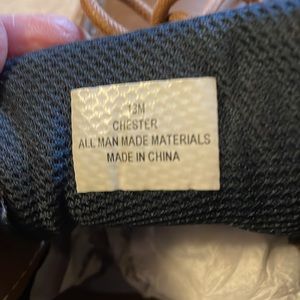 13M
CHESTER
ALL MAN MADE MATERIALS
MADE IN CHINA